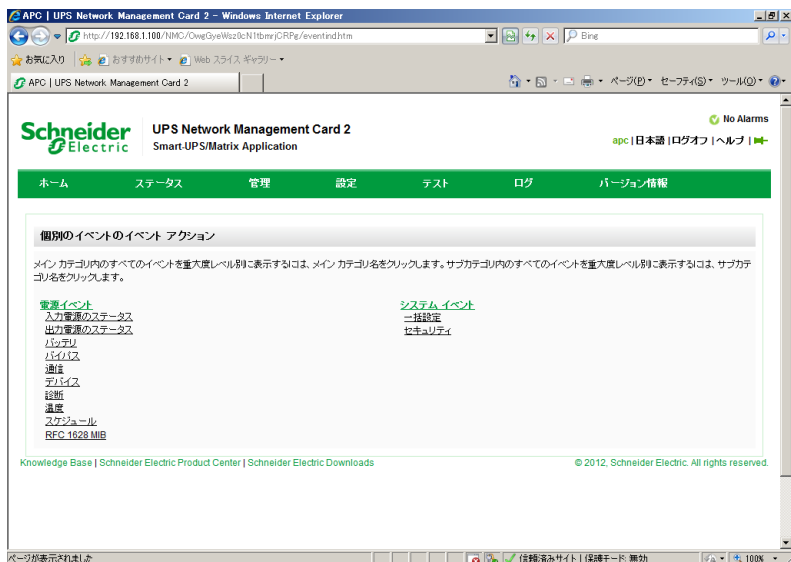 APC | UPS Network Management Card 2 - Windows Internet Explorer
http://192.168.1.100/NMC/OwgGyeWsz0cN1tbmrjCRPg/eventind.htm
Bing
お気に入り
おすすめサイト
Web スライス ギャラリー
APC | UPS Network Management Card 2
ページ(P)
セーフティ(S)
ツール(O)
No Alarms
Schneider Electric
UPS Network Management Card 2
Smart-UPS/Matrix Application
apc | 日本語 | ログオフ | ヘルプ |
ホーム
ステータス
管理
設定
テスト
ログ
バージョン情報
個別のイベントのイベント アクション
メイン カテゴリ内のすべてのイベントを重大度レベル別に表示するには、メイン カテゴリ名をクリックします。サブカテゴリ内のすべてのイベントを重大度レベル別に表示するには、サブカテ
ゴリ名をクリックします。
電源イベント
入力電源のステータス
出力電源のステータス
バッテリ
バイパス
通信
デバイス
診断
温度
スケジュール
RFC 1628 MIB
システム イベント
一括設定
セキュリティ
Knowledge Base | Schneider Electric Product Center | Schneider Electric Downloads
© 2012, Schneider Electric. All rights reserved.
ページが表示されました
信頼済みサイト | 保護モード: 無効
100%